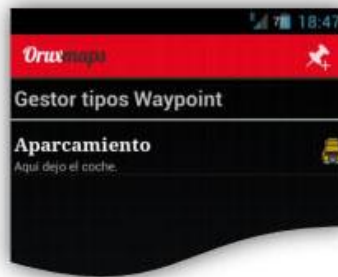 18:47
Oruxmaps
Gestor tipos Waypoint
Aparcamiento
Aquí dejo el coche.